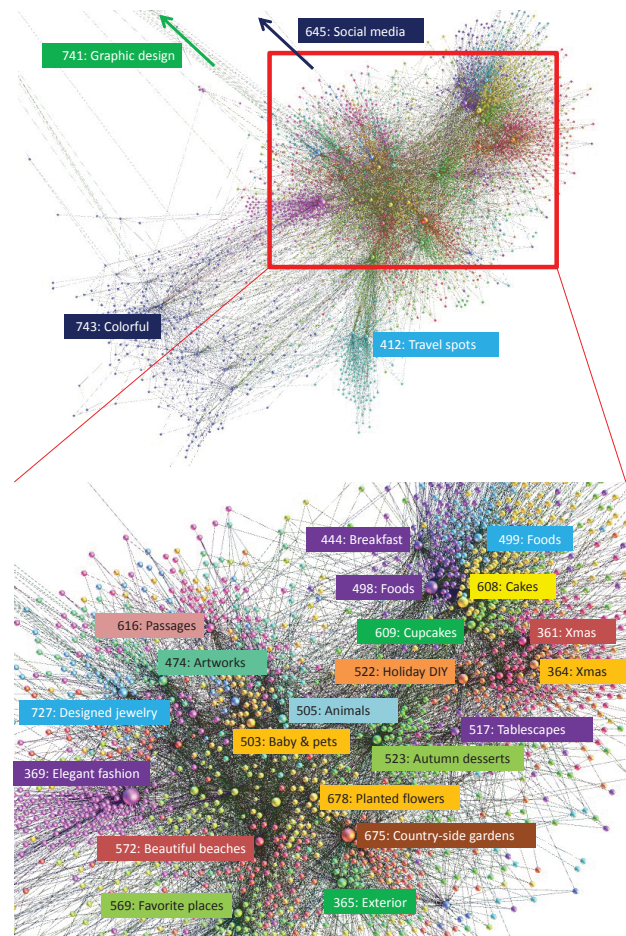 645: Social media
741: Graphic design
743: Colorful
412: Travel spots
444: Breakfast
499: Foods
498: Foods
608: Cakes
616: Passages
609: Cupcakes
361: Xmas
474: Artworks
522: Holiday DIY
364: Xmas
727: Designed jewelry
505: Animals
517: Tablescapes
503: Baby & pets
523: Autumn desserts
369: Elegant fashion
678: Planted flowers
675: Country-side gardens
572: Beautiful beaches
569: Favorite places
365: Exterior